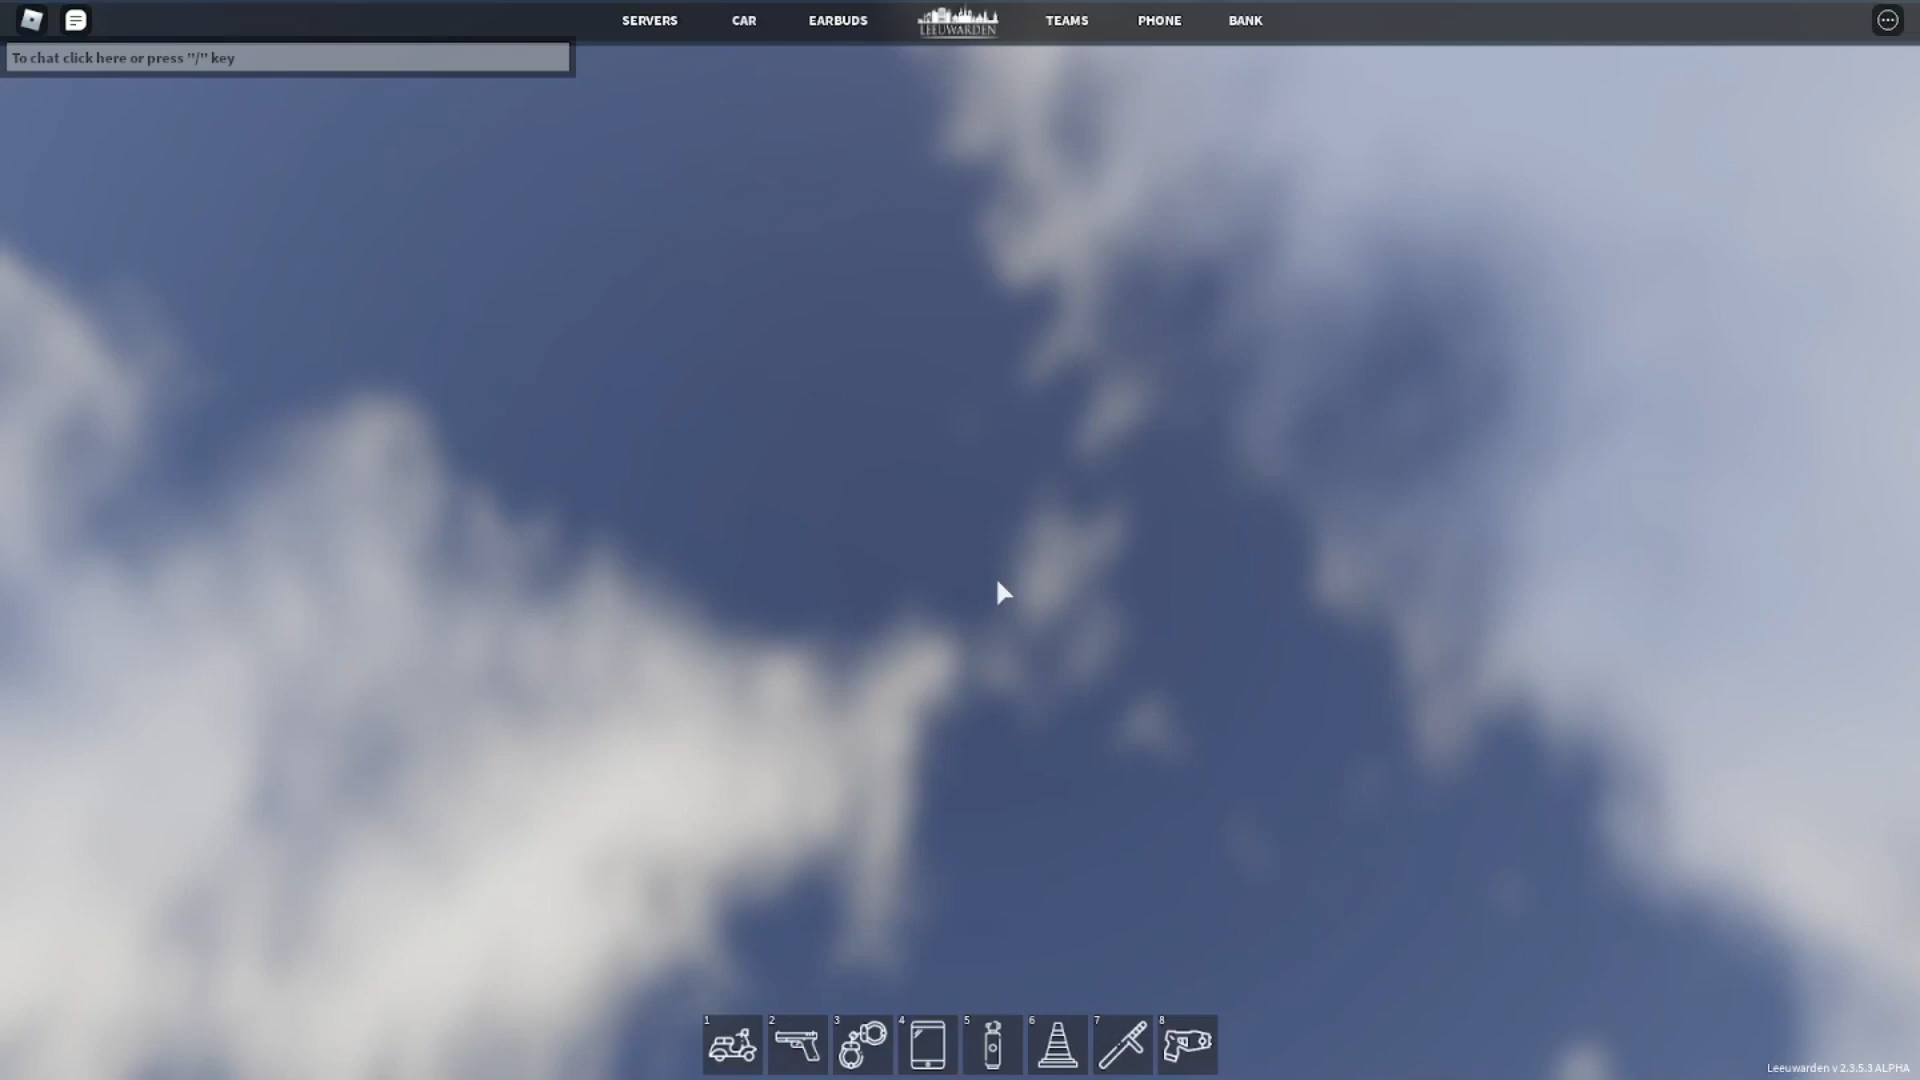 SERVERS CAR EARBUDS LEEUWARDEN TEAMS PHONE BANK
To chat click here or press "/" key
1 2 3 4 5 6 7 8
Leeuwarden v 2.3.5.3 ALPHA